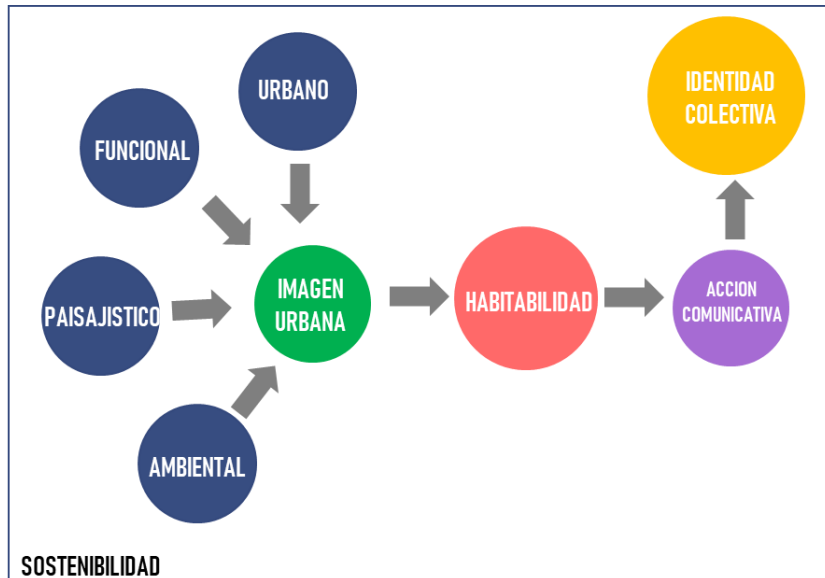 URBANO
FUNCIONAL
PAISAJISTICO
AMBIENTAL
IMAGEN
URBANA
HABITABILIDAD
ACCION
COMUNICATIVA
IDENTIDAD
COLECTIVA
SOSTENIBILIDAD